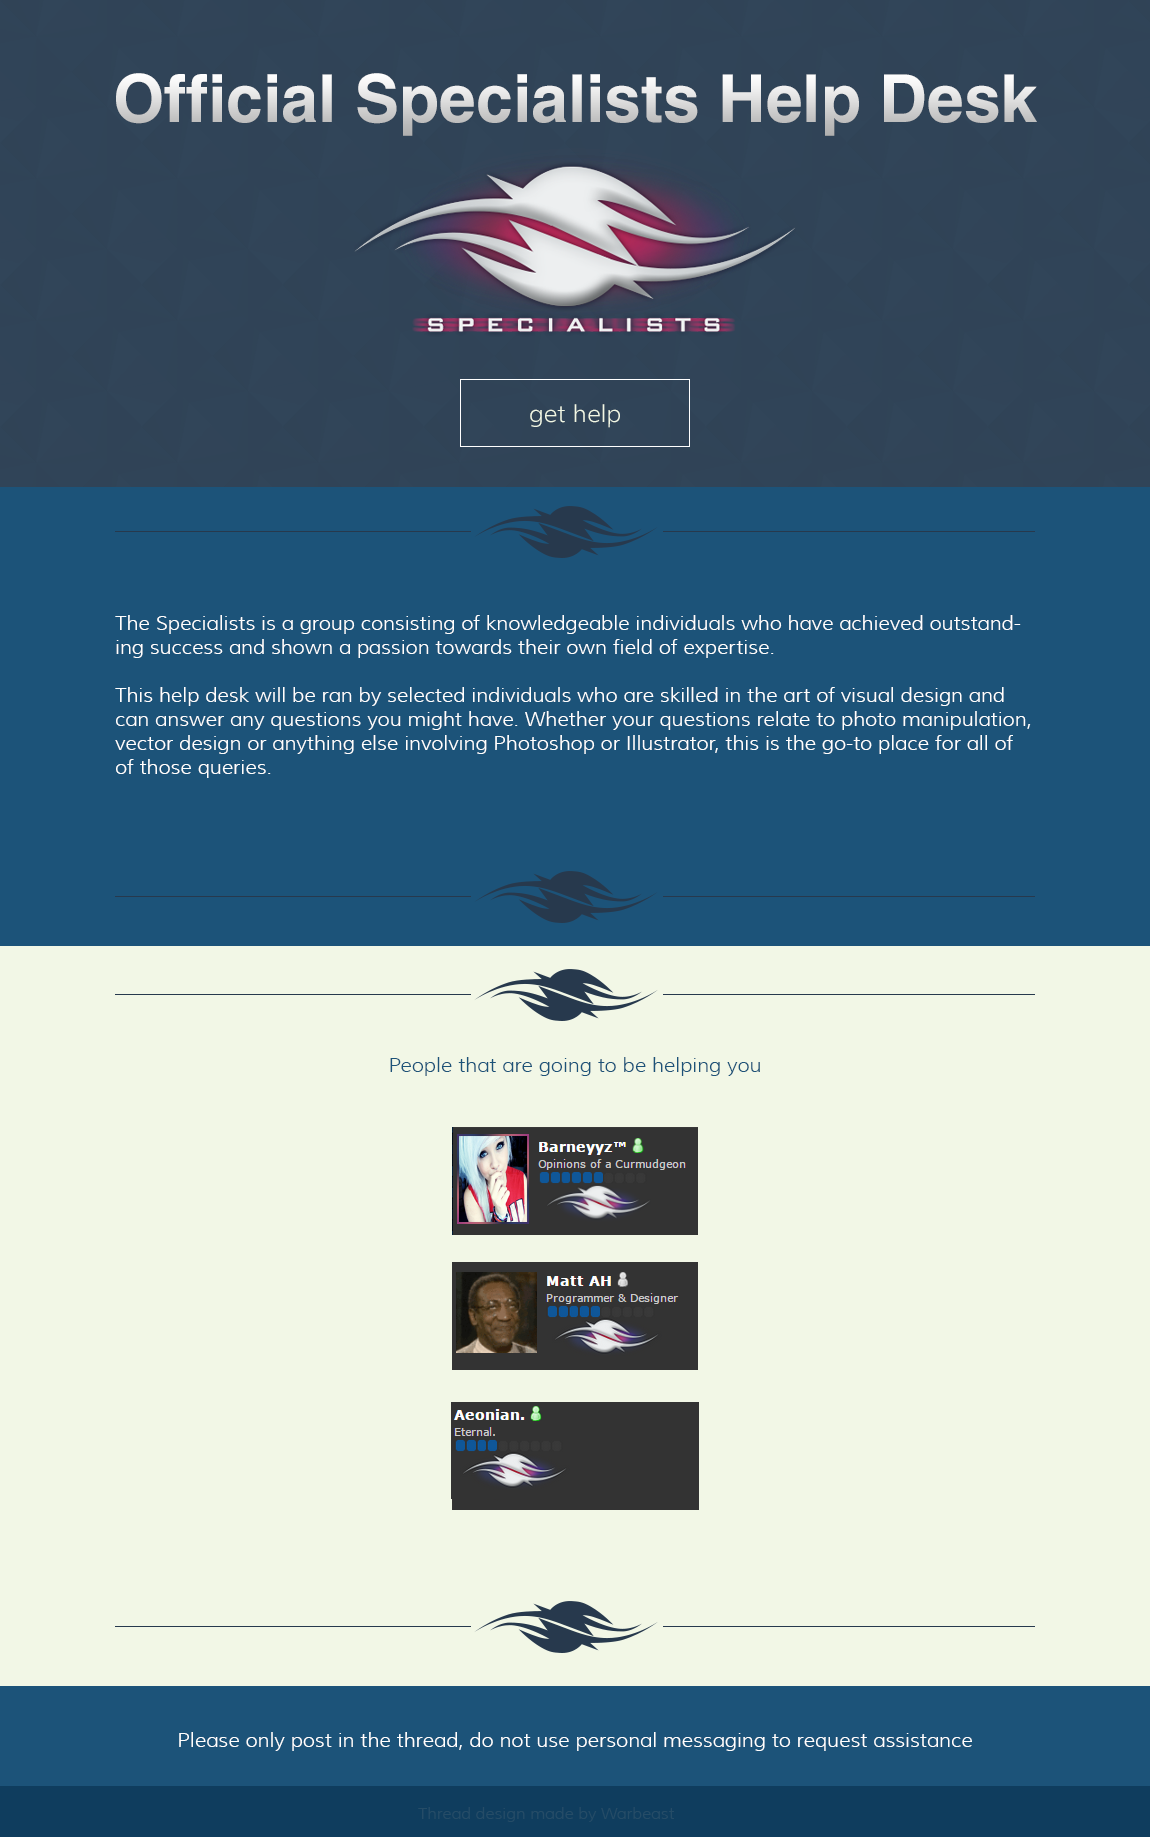 Official Specialists Help Desk
SPECIALISTS
get help
The Specialists is a group consisting of knowledgeable individuals who have achieved outstand-
ing success and shown a passion towards their own field of expertise.
This help desk will be ran by selected individuals who are skilled in the art of visual design and
can answer any questions you might have. Whether your questions relate to photo manipulation,
vector design or anything else involving Photoshop or Illustrator, this is the go-to place for all of
of those queries.
People that are going to be helping you
Barneyyz™
Opinions of a Curmudgeon
Matt AH
Programmer & Designer
Aeonian.
Eternal.
Please only post in the thread, do not use personal messaging to request assistance
Thread design made by Warbeast